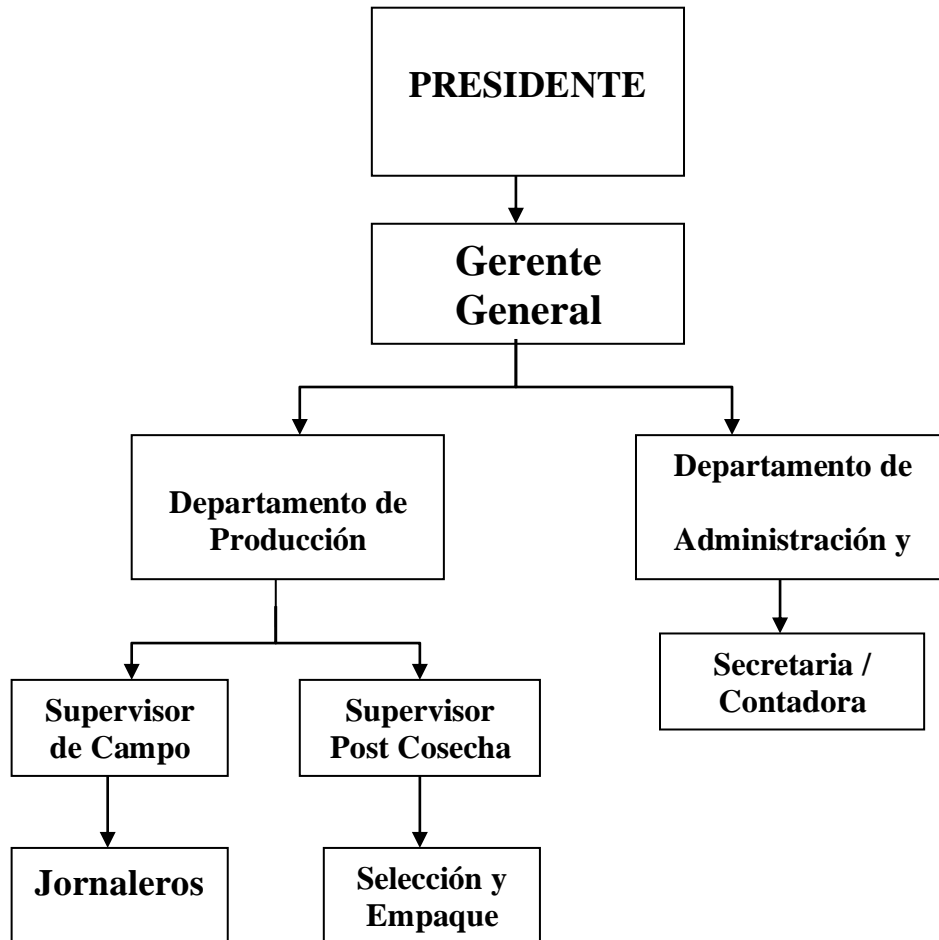 PRESIDENTE
Gerente
General
Departamento de
Producción
Departamento de
Administración y
Supervisor
de Campo
Supervisor
Post Cosecha
Secretaria /
Contadora
Jornaleros
Selección y
Empaque